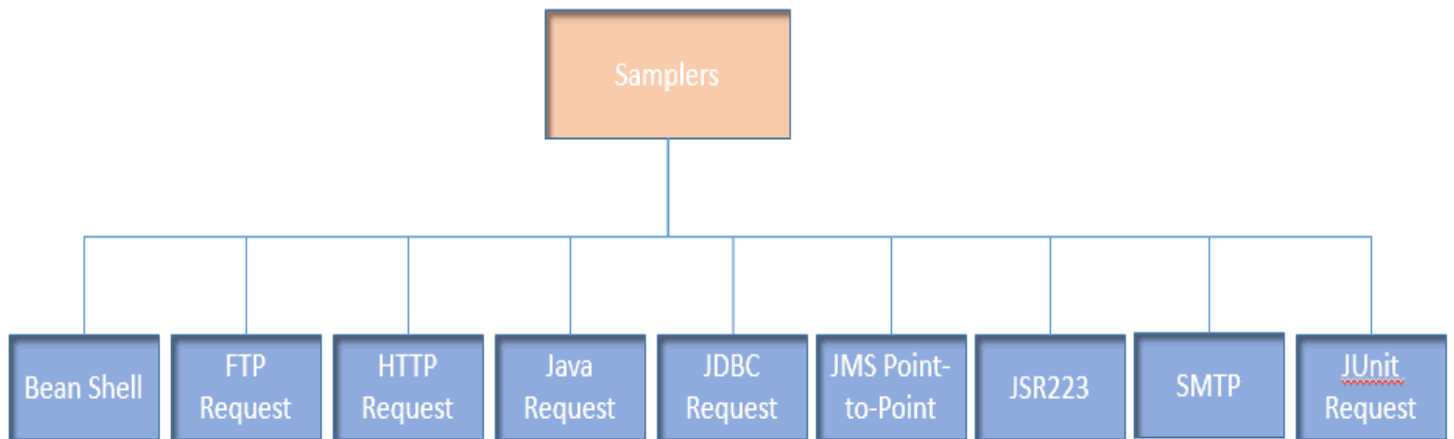 Samplers
Bean Shell
FTP
Request
HTTP
Request
Java
Request
JDBC
Request
JMS Point-
to-Point
JSR223
SMTP
JUnit
Request